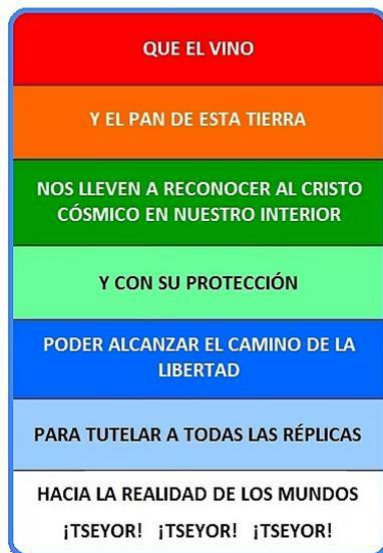 QUE EL VINO
Y EL PAN DE ESTA TIERRA
NOS LLEVEN A RECONOCER AL CRISTO
CÓSMICO EN NUESTRO INTERIOR
Y CON SU PROTECCIÓN
PODER ALCANZAR EL CAMINO DE LA
LIBERTAD
PARA TUTELAR A TODAS LAS RÉPLICAS
HACIA LA REALIDAD DE LOS MUNDOS
¡TSEYOR! ¡TSEYOR! ¡TSEYOR!